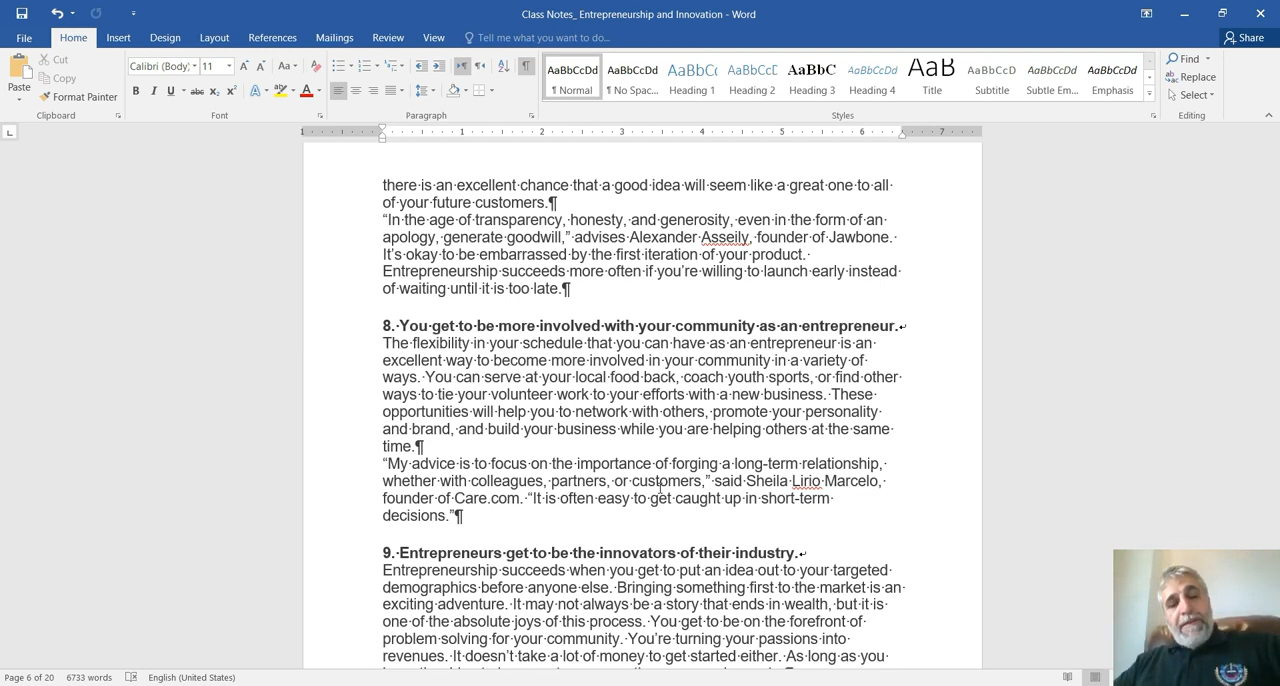 Class Notes_ Entrepreneurship and Innovation - Word
File Home Insert Design Layout References Mailings Review View Tell me what you want to do... Share
Paste
Cut
Copy
Format Painter
Clipboard
Calibri (Body) 11
Font
Paragraph
AaBbCcDd AaBbCcDd AaBbCc AaBbCcD AaBbC AaBbCcDd AaB AaBbCcD AaBbCcDd AaBbCcDd
¶ Normal ¶ No Spac... Heading 1 Heading 2 Heading 3 Heading 4 Title Subtitle Subtle Em... Emphasis
Styles
Find
Replace
Select
Editing
1 1 2 3 4 5 6 7
there is an excellent chance that a good idea will seem like a great one to all
of your future customers.¶
“In the age of transparency, honesty, and generosity, even in the form of an
apology, generate goodwill,” advises Alexander Asseily, founder of Jawbone.
It’s okay to be embarrassed by the first iteration of your product.
Entrepreneurship succeeds more often if you’re willing to launch early instead
of waiting until it is too late.¶
8. You get to be more involved with your community as an entrepreneur.
The flexibility in your schedule that you can have as an entrepreneur is an
excellent way to become more involved in your community in a variety of
ways. You can serve at your local food back, coach youth sports, or find other
ways to tie your volunteer work to your efforts with a new business. These
opportunities will help you to network with others, promote your personality
and brand, and build your business while you are helping others at the same
time.¶
“My advice is to focus on the importance of forging a long-term relationship,
whether with colleagues, partners, or customers,” said Sheila Lirio Marcelo,
founder of Care.com. “It is often easy to get caught up in short-term
decisions.”¶
9. Entrepreneurs get to be the innovators of their industry.
Entrepreneurship succeeds when you get to put an idea out to your targeted
demographics before anyone else. Bringing something first to the market is an
exciting adventure. It may not always be a story that ends in wealth, but it is
one of the absolute joys of this process. You get to be on the forefront of
problem solving for your community. You’re turning your passions into
revenues. It doesn’t take a lot of money to get started either. As long as you
Page 6 of 20 6733 words English (United States)